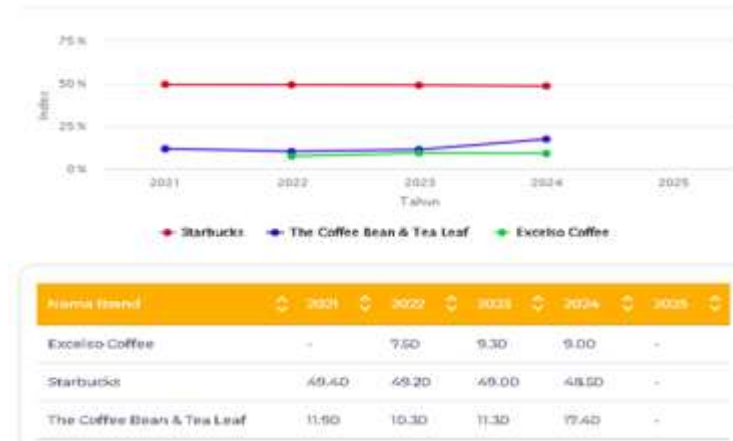 75 %
50 %
25 %
0 %
Index
2021 2022 2023 2024 2025
Tahun
Starbucks The Coffee Bean & Tea Leaf Excelso Coffee
Nama Brand 2021 2022 2023 2024 2025
Excelso Coffee - 7.50 9.30 9.00 -
Starbucks 49.40 49.20 49.00 48.50 -
The Coffee Bean & Tea Leaf 11.90 10.30 11.30 17.40 -